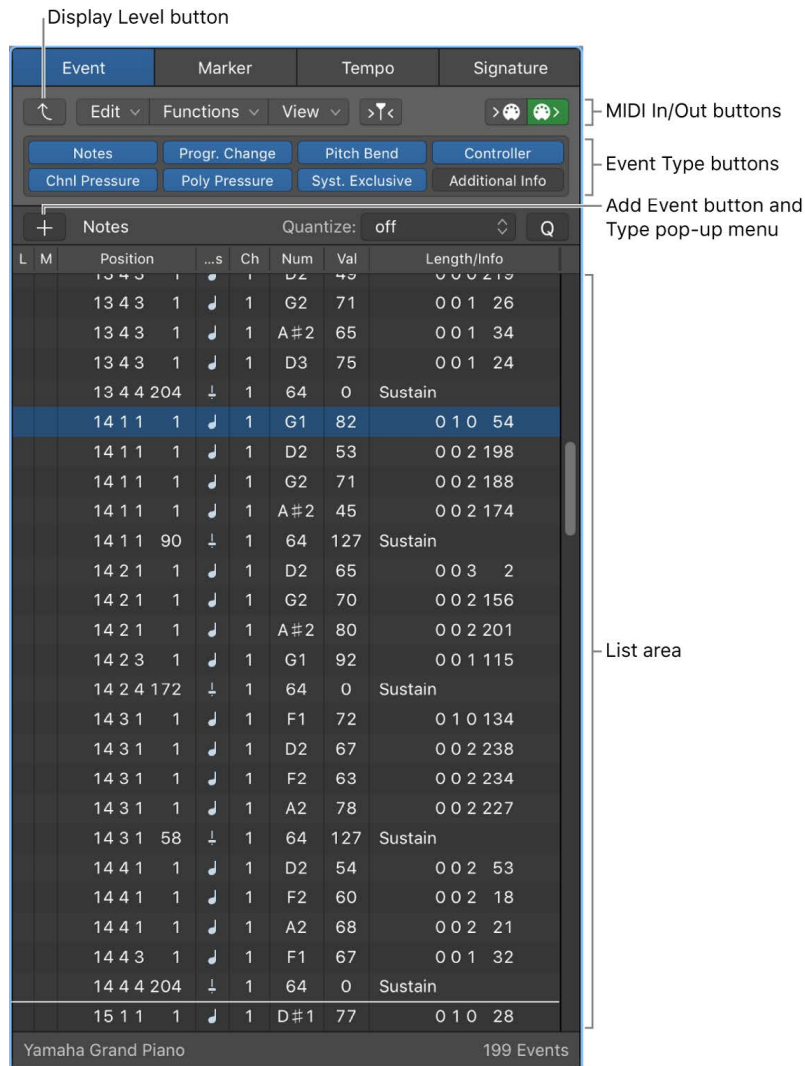 Display Level button
Event Marker Tempo Signature
Edit Functions View
MIDI In/Out buttons
Notes Progr. Change Pitch Bend Controller
Event Type buttons
Chnl Pressure Poly Pressure Syst. Exclusive Additional Info
Add Event button and
Type pop-up menu
+ Notes Quantize: off Q
L M Position ...s Ch Num Val Length/Info
13 4 3 1 1 D2 49 0 0 0 219
13 4 3 1 1 G2 71 0 0 1 26
13 4 3 1 1 A♯2 65 0 0 1 34
13 4 3 1 1 D3 75 0 0 1 24
13 4 4 204 1 64 0 Sustain
14 1 1 1 1 G1 82 0 1 0 54
14 1 1 1 1 D2 53 0 0 2 198
14 1 1 1 1 G2 71 0 0 2 188
14 1 1 1 1 A♯2 45 0 0 2 174
14 1 1 90 1 64 127 Sustain
14 2 1 1 1 D2 65 0 0 3 2
14 2 1 1 1 G2 70 0 0 2 156
14 2 1 1 1 A♯2 80 0 0 2 201
14 2 3 1 1 G1 92 0 0 1 115
List area
14 2 4 172 1 64 0 Sustain
14 3 1 1 1 F1 72 0 1 0 134
14 3 1 1 1 D2 67 0 0 2 238
14 3 1 1 1 F2 63 0 0 2 234
14 3 1 1 1 A2 78 0 0 2 227
14 3 1 58 1 64 127 Sustain
14 4 1 1 1 D2 54 0 0 2 53
14 4 1 1 1 F2 60 0 0 2 18
14 4 1 1 1 A2 68 0 0 2 21
14 4 3 1 1 F1 67 0 0 1 32
14 4 4 204 1 64 0 Sustain
15 1 1 1 1 D♯1 77 0 1 0 28
Yamaha Grand Piano 199 Events